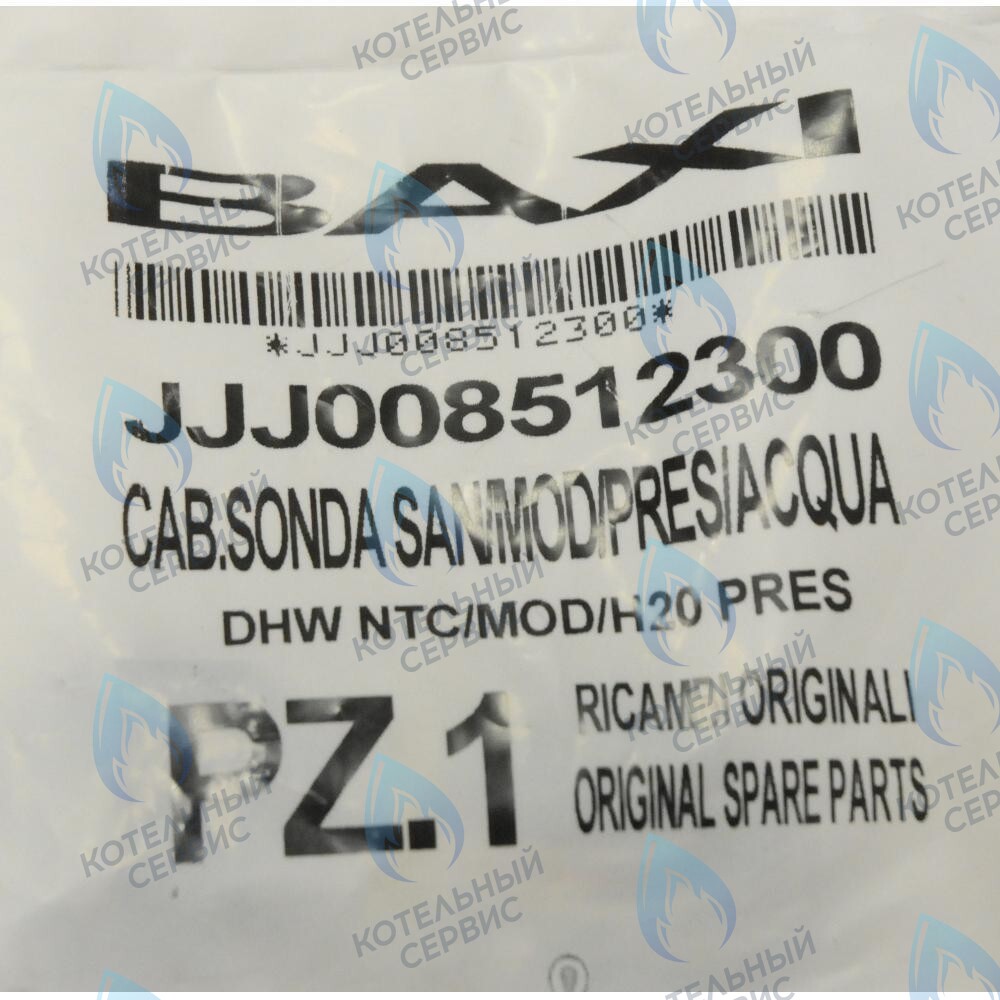 BAXI
*JJJ008512300*
JJJ008512300
CAB.SONDA SAN/MOD/PRES/ACQUA
DHW NTC/MOD/H20 PRES
PZ.1
RICAMBI ORIGINALI
ORIGINAL SPARE PARTS
КОТЕЛЬНЫЙ
СЕРВИС